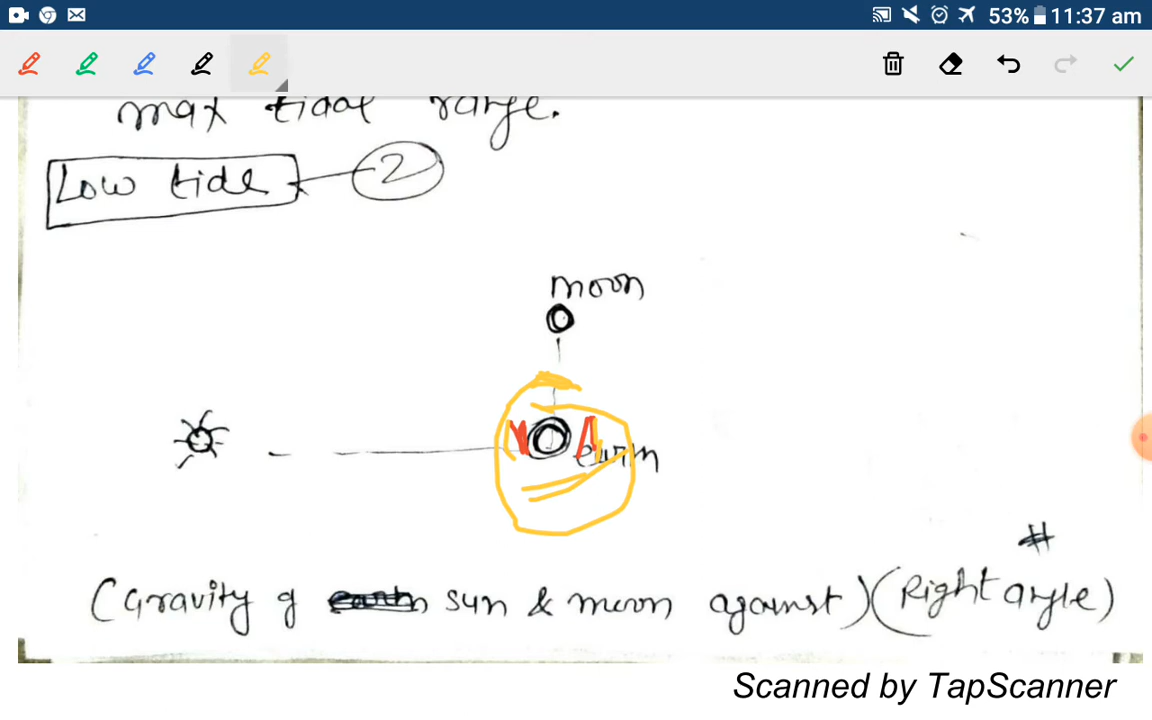 53% 11:37 am
max tidal range.
Low tide 2
moon
earth
(Gravity of earth sun & moon against) (Right angle)
Scanned by TapScanner